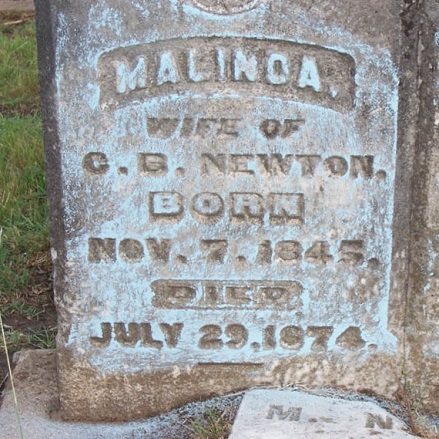 MALINDA,
WIFE OF
C. B. NEWTON.
BORN
NOV. 7. 1845.
DIED
JULY 29, 1874.
M. N